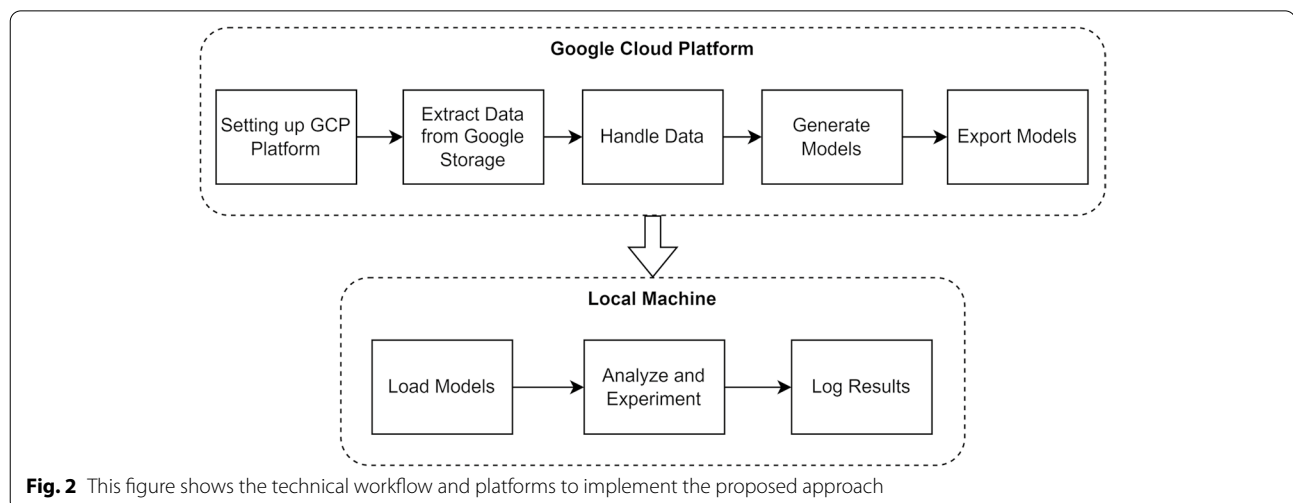 Google Cloud Platform
Setting up GCP
Platform
Extract Data
from Google
Storage
Handle Data
Generate
Models
Export Models
Local Machine
Load Models
Analyze and
Experiment
Log Results
Fig. 2 This figure shows the technical workflow and platforms to implement the proposed approach